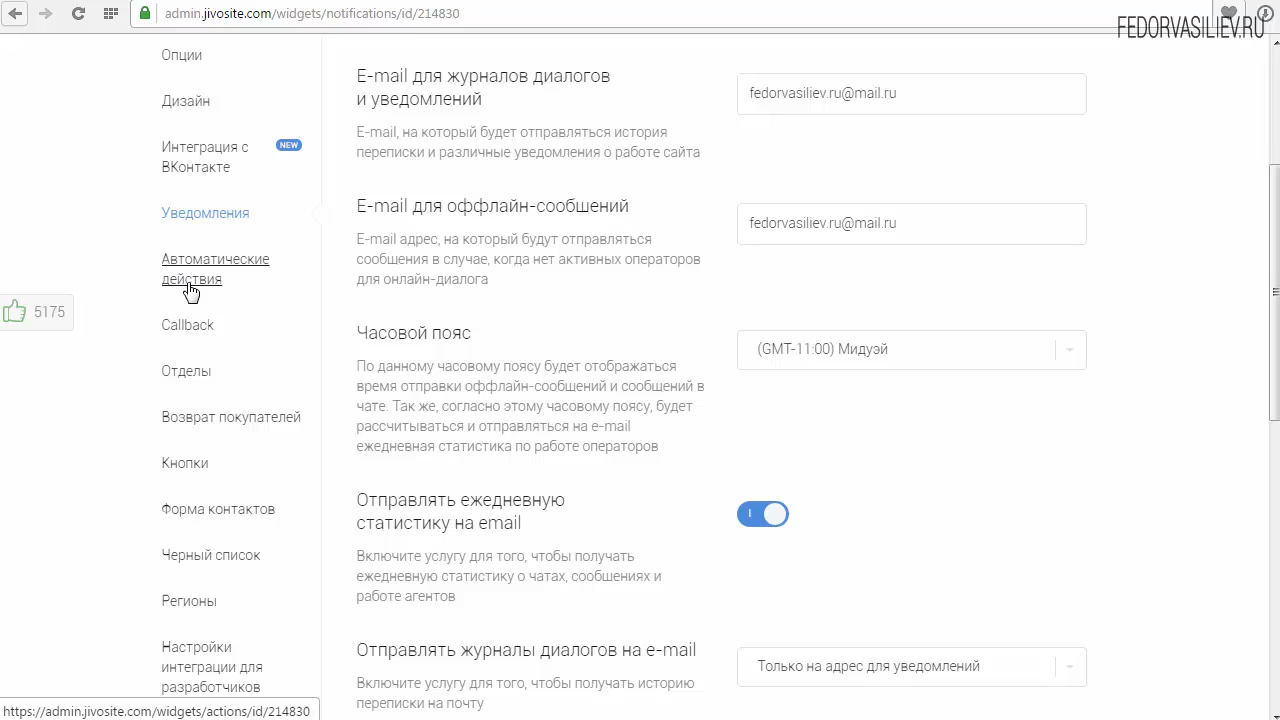 admin.jivosite.com/widgets/notifications/id/214830
FEDORVASILIEV.RU
Опции
Дизайн
Интеграция с
ВКонтакте
NEW
Уведомления
Автоматические
действия
Callback
Отделы
Возврат покупателей
Кнопки
Форма контактов
Черный список
Регионы
Настройки
интеграции для
разработчиков
5175
E-mail для журналов диалогов
и уведомлений
E-mail, на который будет отправляться история
переписки и различные уведомления о работе сайта
fedorvasiliev.ru@mail.ru
E-mail для оффлайн-сообщений
E-mail адрес, на который будут отправляться
сообщения в случае, когда нет активных операторов
для онлайн-диалога
fedorvasiliev.ru@mail.ru
Часовой пояс
По данному часовому поясу будет отображаться
время отправки оффлайн-сообщений и сообщений в
чате. Так же, согласно этому часовому поясу, будет
рассчитываться и отправляться на e-mail
ежедневная статистика по работе операторов
(GMT-11:00) Мидуэй
Отправлять ежедневную
статистику на email
Включите услугу для того, чтобы получать
ежедневную статистику о чатах, сообщениях и
работе агентов
Отправлять журналы диалогов на e-mail
Включите услугу для того, чтобы получать историю
переписки на почту
Только на адрес для уведомлений
https://admin.jivosite.com/widgets/actions/id/214830